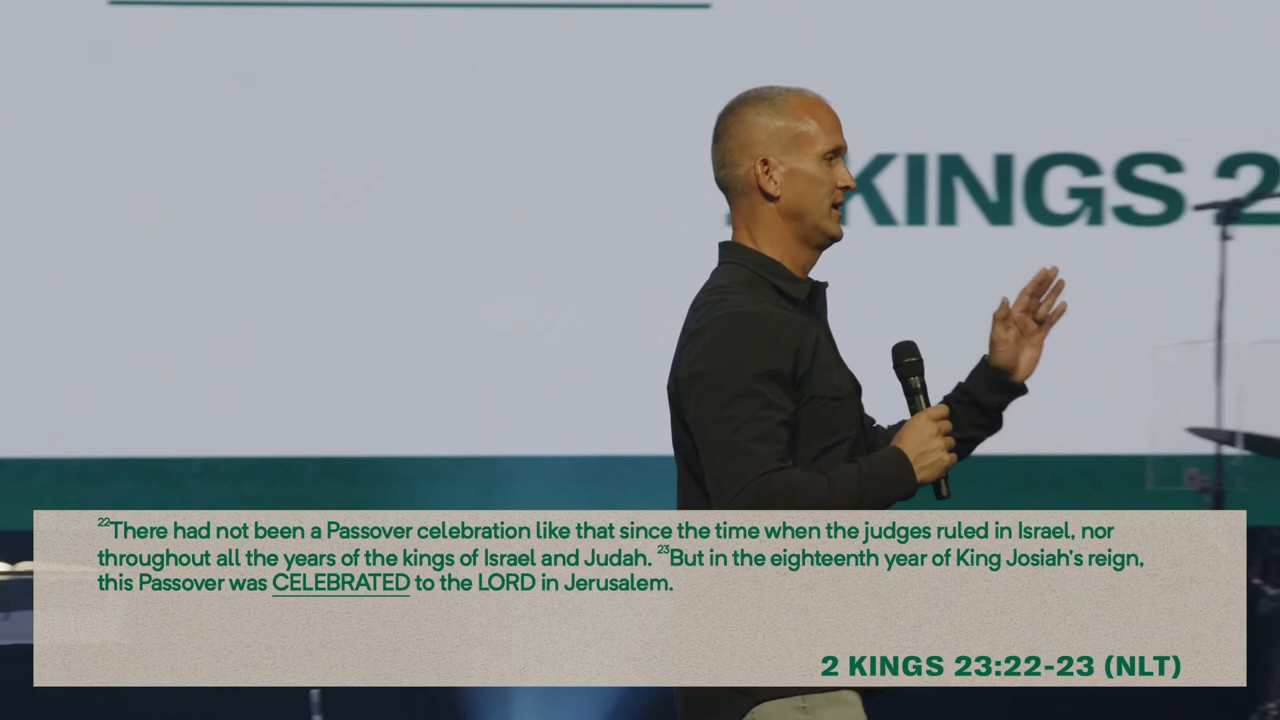 KINGS 2
²²There had not been a Passover celebration like that since the time when the judges ruled in Israel, nor
throughout all the years of the kings of Israel and Judah. ²³But in the eighteenth year of King Josiah's reign,
this Passover was CELEBRATED to the LORD in Jerusalem.
2 KINGS 23:22-23 (NLT)